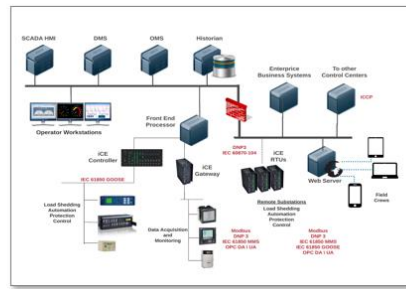 SCADA HMI
DMS
OMS
Historian
Enterprice
Business Systems
To other
Control Centers
ICCP
Operator Workstations
Front End
Processor
iCE
Controller
iCE
Gateway
DNP3
IEC 60870-104
iCE
RTUs
Web Server
IEC 61850 GOOSE
Field
Crews
Load Shedding
Automation
Protection
Control
Data Acquisition
and
Monitoring
Modbus
DNP 3
IEC 61850 MMS
OPC DA / UA
Remote Substations
Load Shedding
Automation
Protection
Control
Modbus
DNP 3
IEC 61850 MMS
IEC 61850 GOOSE
OPC DA / UA